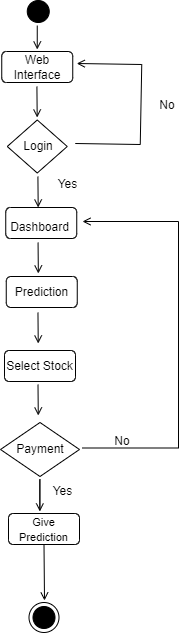 Web
Interface
No
Login
Yes
Dashboard
Prediction
Select Stock
Payment
No
Yes
Give
Prediction